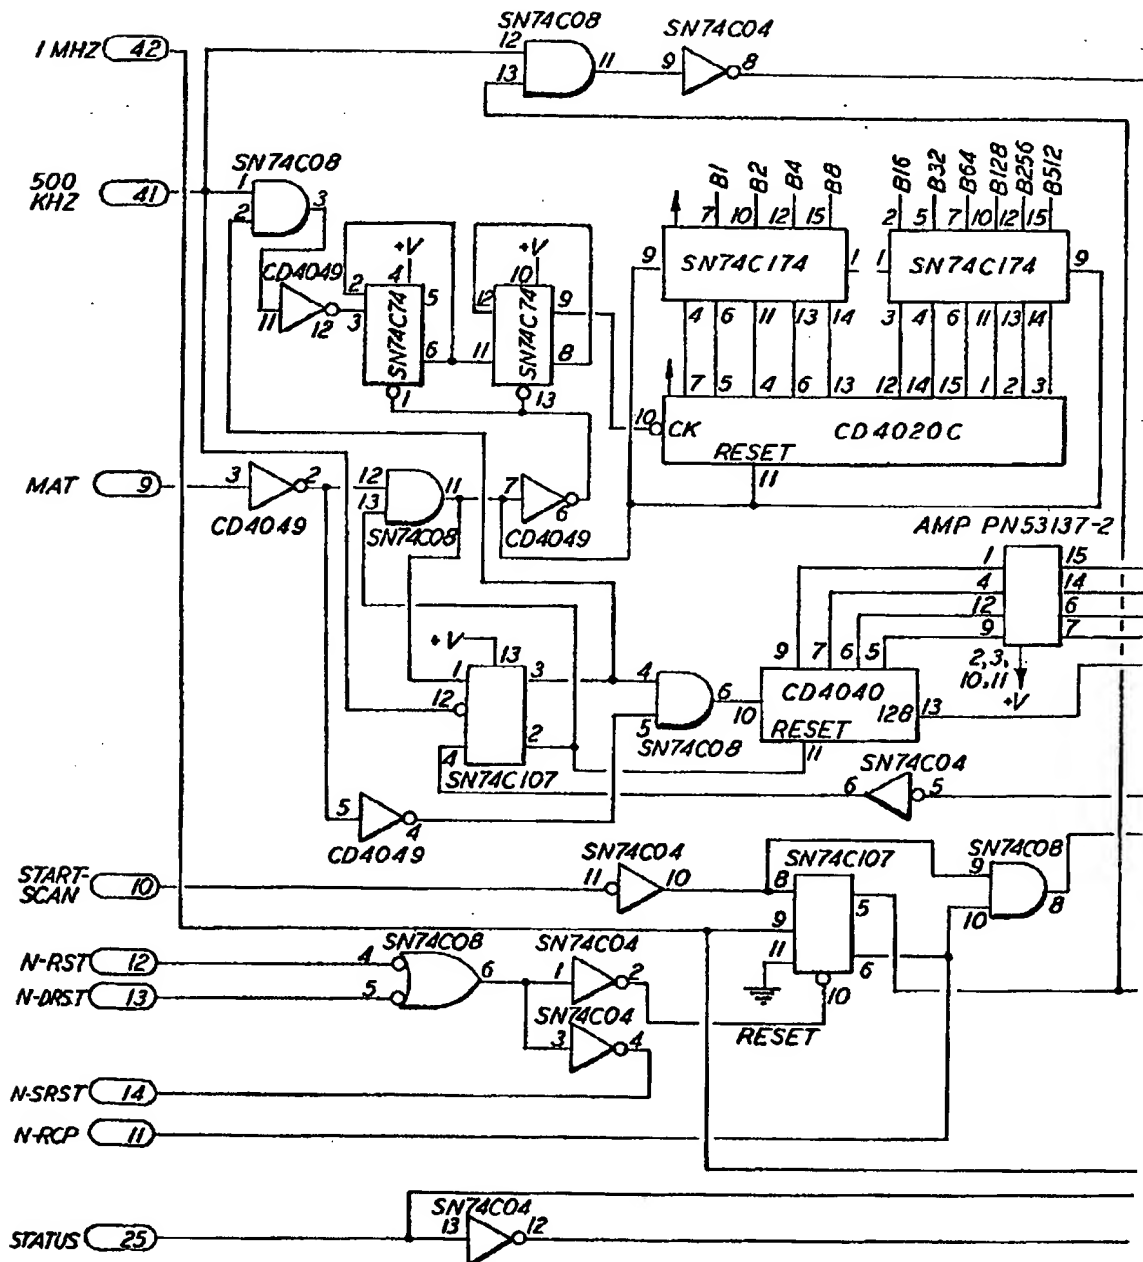 SN74C08
SN74C04
1 MHZ 42
12
13
11
9
8
500 KHZ 41
SN74C08
1
2
3
CD4049
11
12
2
3
+V
4
5
6
SN74C74
1
+V
10
12
11
9
8
SN74C74
13
B1
B2
B4
B8
B16
B32
B64
B128
B256
B512
7
10
12
15
2
5
7
10
12
15
9
SN74C174
1
1
SN74C174
9
4
6
11
13
14
3
4
6
11
13
14
7
5
4
6
13
12
14
15
1
2
3
10
CK
CD4020C
RESET
11
MAT 9
3
2
CD4049
12
13
11
SN74C08
7
6
CD4049
AMP PN53137-2
1
4
12
9
15
14
6
7
2, 3,
10, 11
+V
+V
13
1
12
4
3
2
SN74C107
4
5
6
SN74C08
9
7
6
5
10
CD4040
128
13
RESET
11
SN74C04
6
5
5
4
CD4049
START-
SCAN 10
SN74C04
11
10
SN74C107
8
9
11
5
6
10
RESET
SN74C08
9
10
8
N-RST 12
N-DRST 13
SN74C08
4
5
6
SN74C04
1
2
SN74C04
3
4
N-SRST 14
N-RCP 11
STATUS 25
SN74C04
13
12